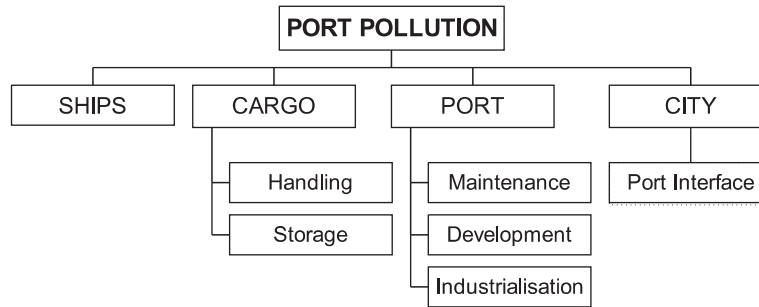 PORT POLLUTION
SHIPS
CARGO
PORT
CITY
Handling
Maintenance
Port Interface
Storage
Development
Industrialisation